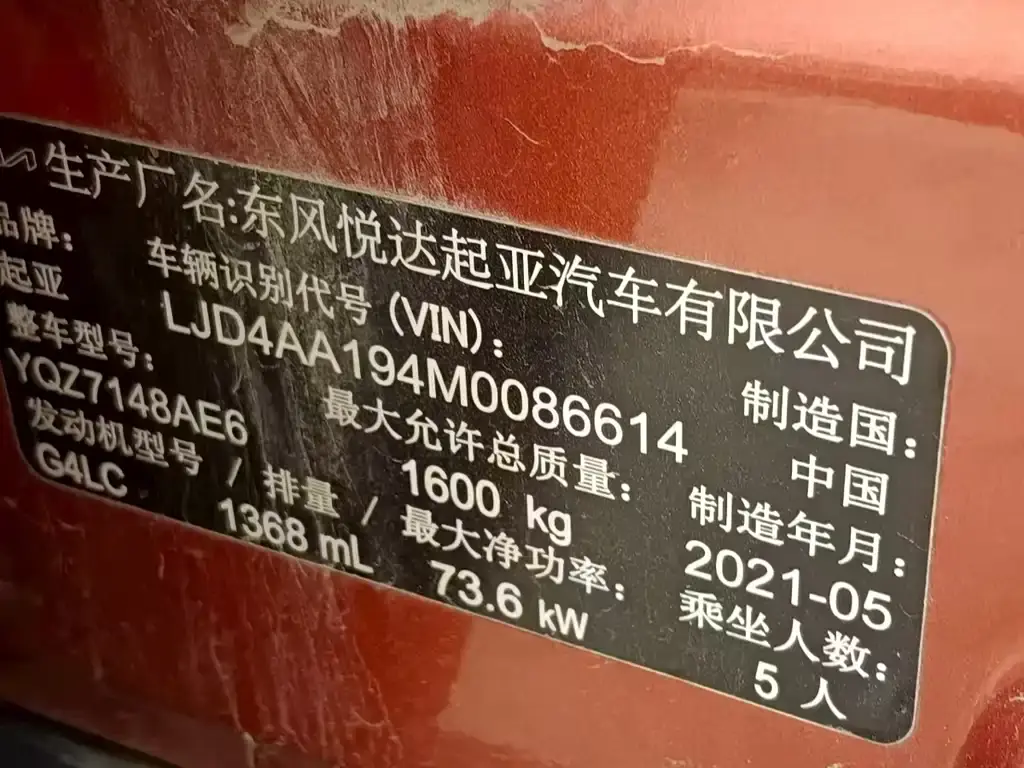 生产厂名:东风悦达起亚汽车有限公司
品牌: 车辆识别代号(VIN): 制造国:
起亚 LJD4AA194M0086614 中国
整车型号: 最大允许总质量: 制造年月:
YQZ7148AE6 1600 kg 2021-05
发动机型号 / 排量 / 最大净功率: 乘坐人数:
G4LC 1368 mL 73.6 kW 5 人